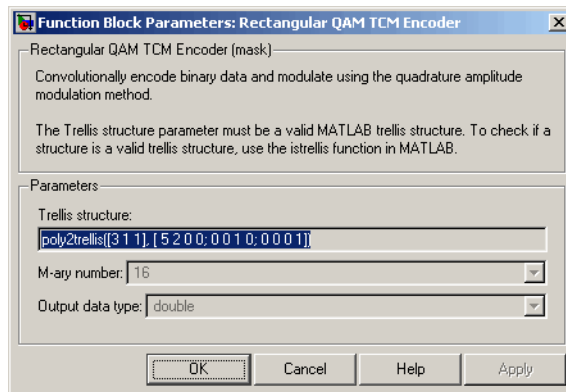 Function Block Parameters: Rectangular QAM TCM Encoder
Rectangular QAM TCM Encoder (mask)
Convolutionally encode binary data and modulate using the quadrature amplitude
modulation method.
The Trellis structure parameter must be a valid MATLAB trellis structure. To check if a
structure is a valid trellis structure, use the istrellis function in MATLAB.
Parameters
Trellis structure:
poly2trellis([3 1 1], [ 5 2 0 0; 0 0 1 0; 0 0 0 1])
M-ary number: 16
Output data type: double
OK Cancel Help Apply